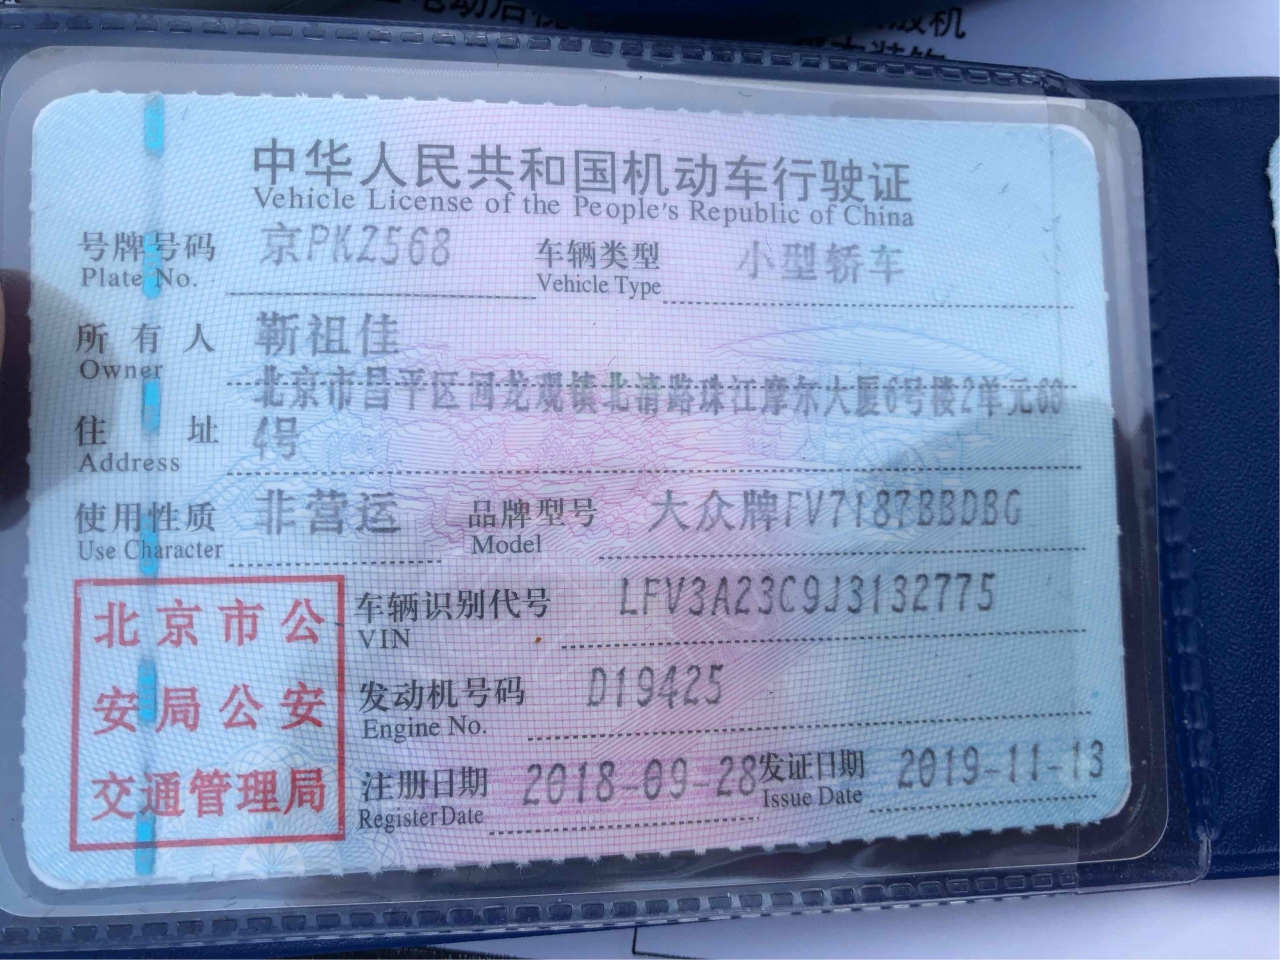 中华人民共和国机动车行驶证
Vehicle License of the People's Republic of China
号牌号码 京PKZ568 车辆类型 小型轿车
Plate No. Vehicle Type
所有人 靳祖佳
Owner
北京市昌平区回龙观镇北清路珠江摩尔大厦6号楼2单元60
住址 4号
Address
使用性质 非营运 品牌型号 大众牌FV7187BBDBG
Use Character Model
北京市公 车辆识别代号 LFV3A23C9J3132775
VIN
安局公安 发动机号码 D19425
Engine No.
交通管理局 注册日期 2018-09-28 发证日期 2019-11-13
Register Date Issue Date